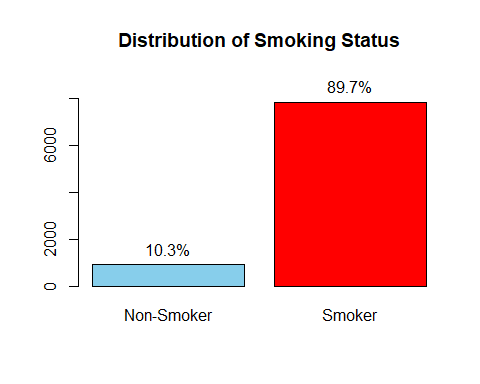 Distribution of Smoking Status
89.7%
10.3%
6000
2000
0
Non-Smoker
Smoker